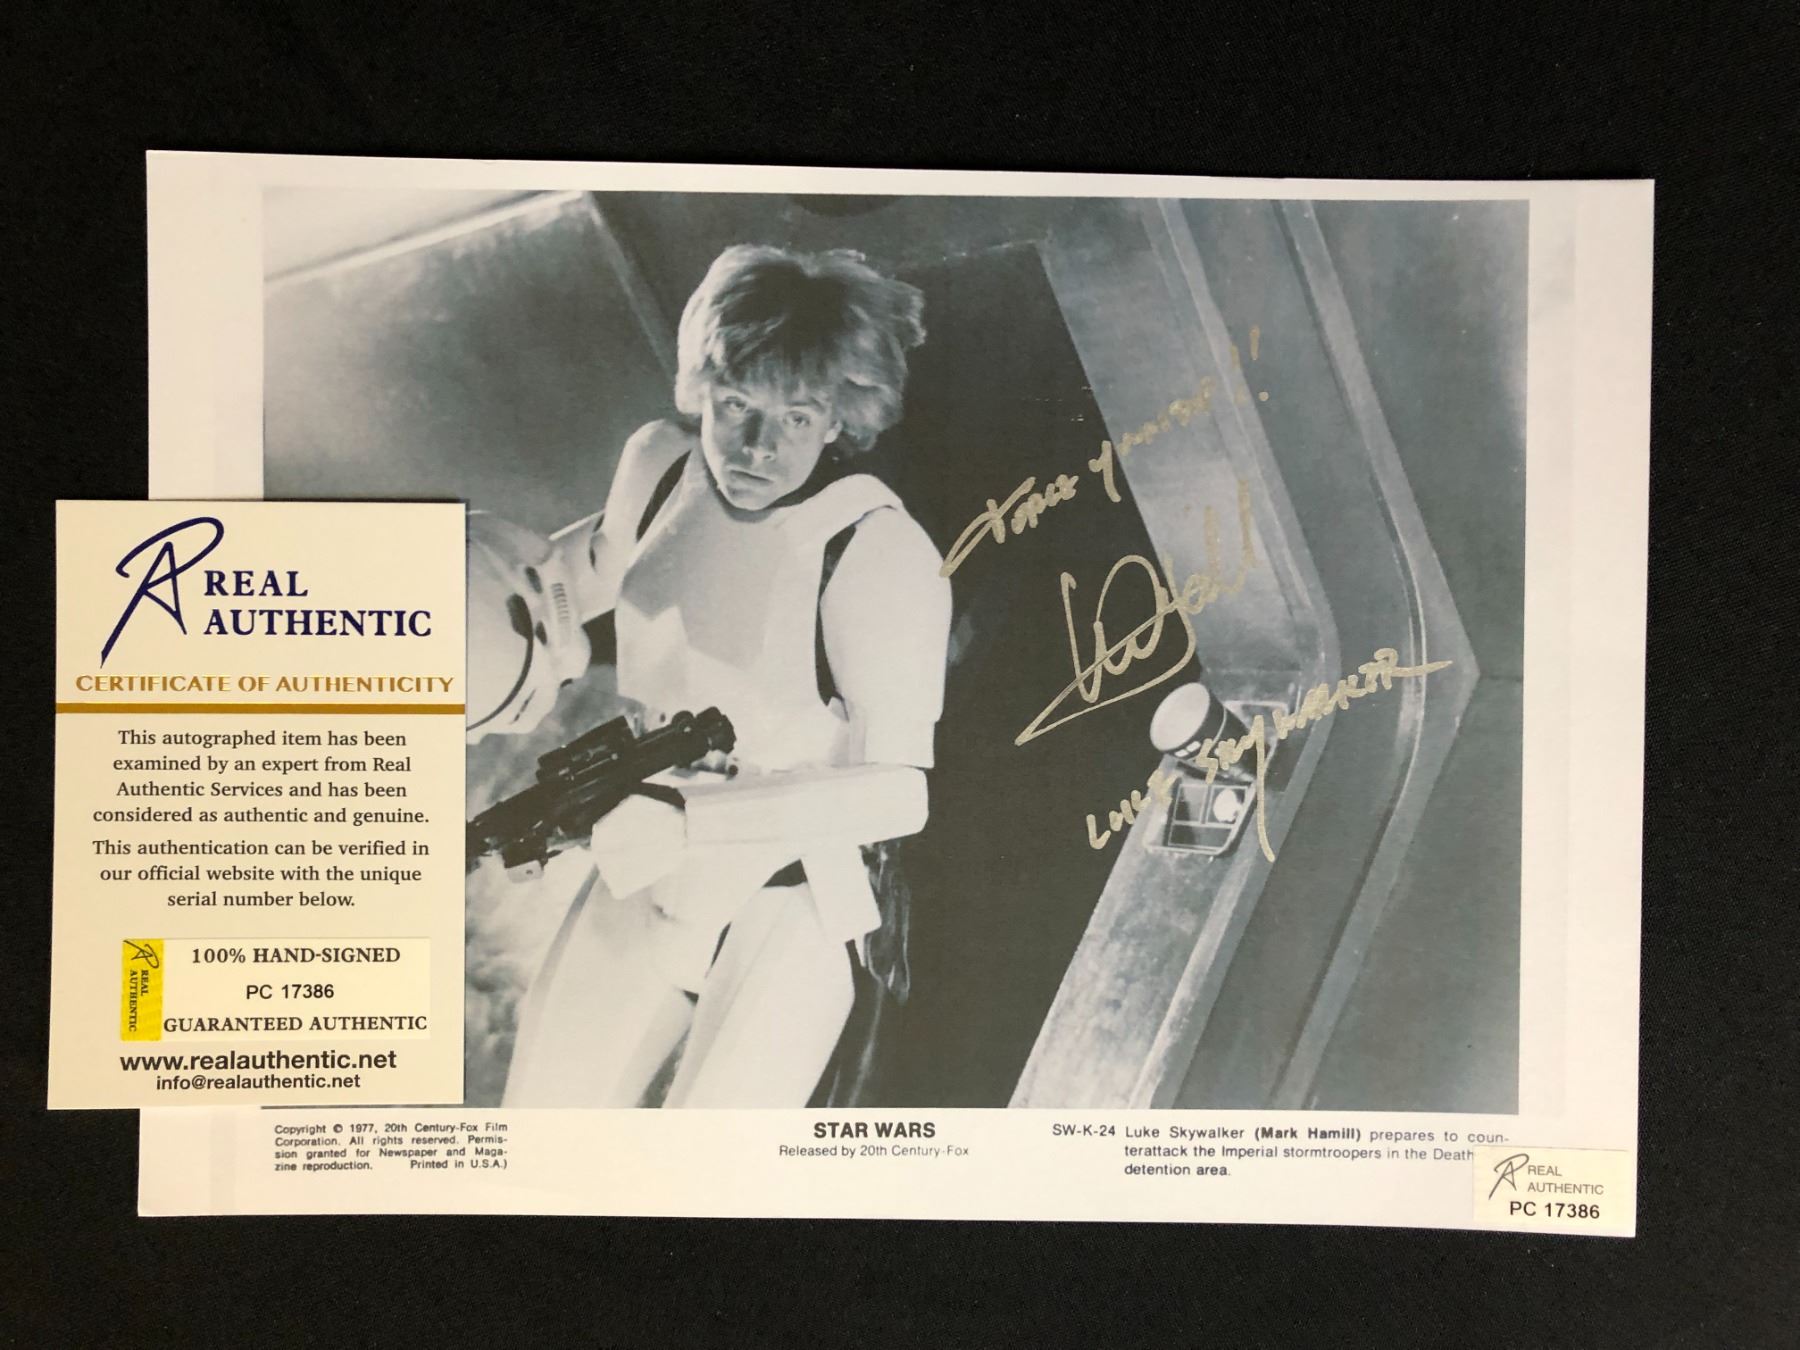 REAL
AUTHENTIC
CERTIFICATE OF AUTHENTICITY
This autographed item has been
examined by an expert from Real
Authentic Services and has been
considered as authentic and genuine.
This authentication can be verified in
our official website with the unique
serial number below.
REAL
AUTHENTIC
100% HAND-SIGNED
PC 17386
GUARANTEED AUTHENTIC
www.realauthentic.net
info@realauthentic.net
FORCE
LUKE SKYWALKER
Copyright © 1977, 20th Century-Fox Film
Corporation. All rights reserved. Permis-
sion granted for Newspaper and Maga-
zine reproduction. Printed in U.S.A.)
STAR WARS
Released by 20th Century-Fox
SW-K-24 Luke Skywalker (Mark Hamill) prepares to coun-
terattack the Imperial stormtroopers in the Death
detention area.
REAL
AUTHENTIC
PC 17386